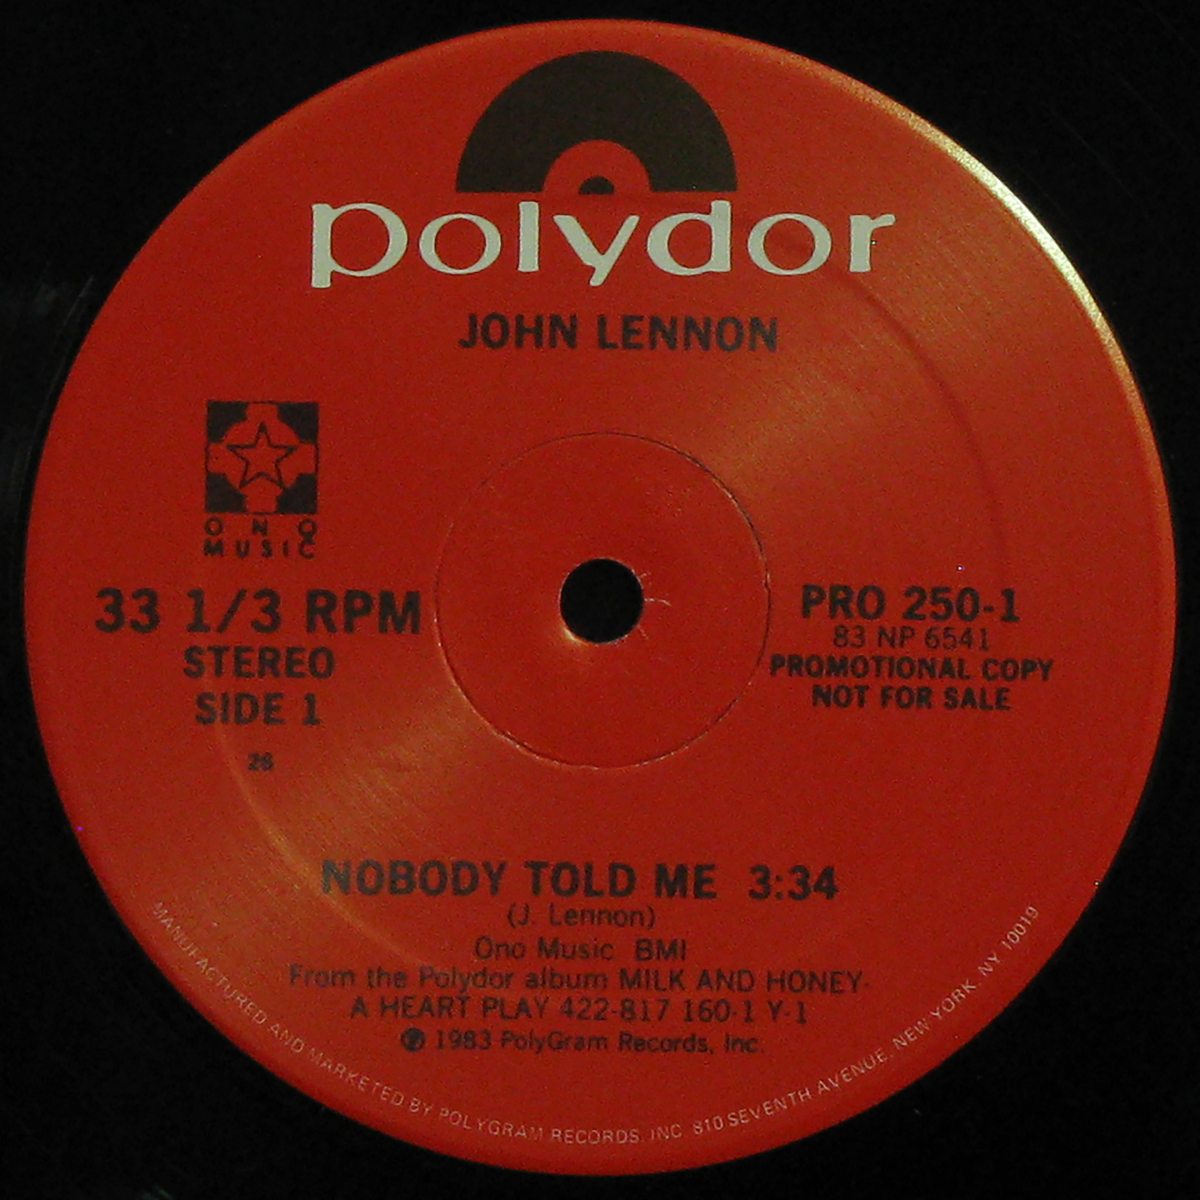 polydor
JOHN LENNON
ONO
MUSIC
33 1/3 RPM
STEREO
SIDE 1
26
PRO 250-1
83 NP 6541
PROMOTIONAL COPY
NOT FOR SALE
NOBODY TOLD ME 3:34
(J. Lennon)
Ono Music BMI
From the Polydor album MILK AND HONEY-
A HEART PLAY 422-817 160-1 Y-1
℗ 1983 PolyGram Records, Inc.
MANUFACTURED AND MARKETED BY POLYGRAM RECORDS, INC. 810 SEVENTH AVENUE, NEW YORK, NY 10019